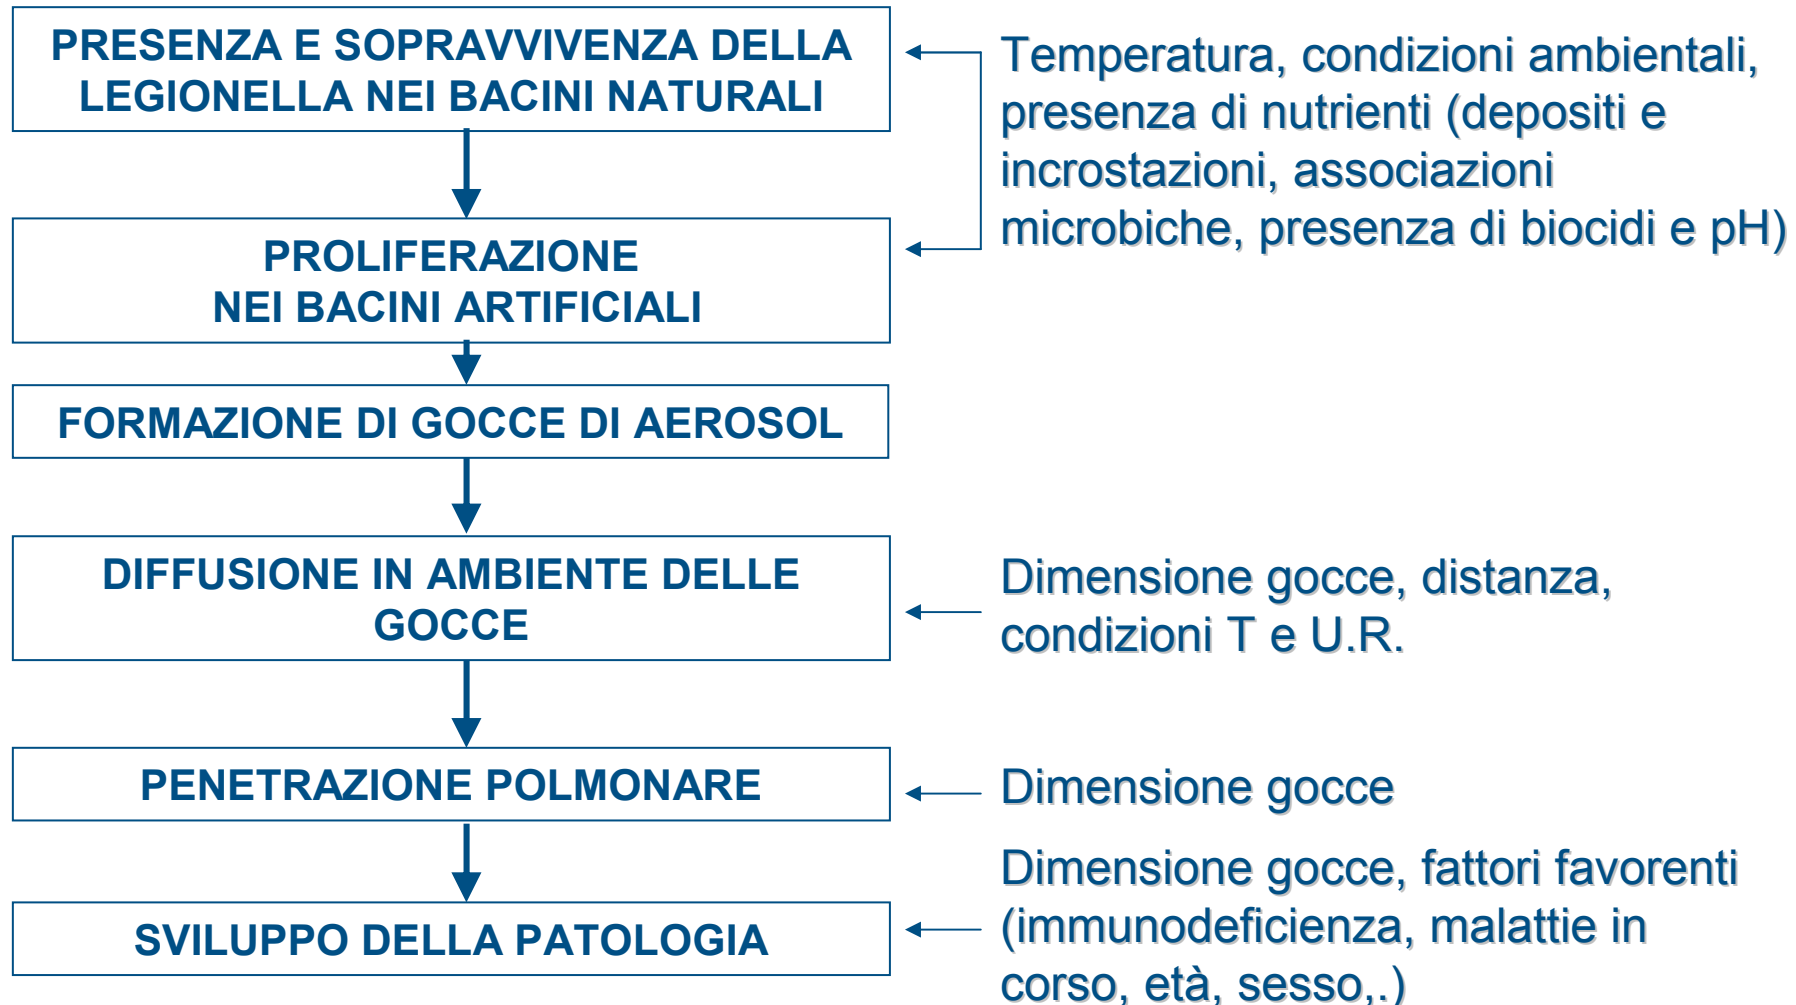 PRESENZA E SOPRAVVIVENZA DELLA
LEGIONELLA NEI BACINI NATURALI
Temperatura, condizioni ambientali,
presenza di nutrienti (depositi e
incrostazioni, associazioni
microbiche, presenza di biocidi e pH)
PROLIFERAZIONE
NEI BACINI ARTIFICIALI
FORMAZIONE DI GOCCE DI AEROSOL
DIFFUSIONE IN AMBIENTE DELLE
GOCCE
Dimensione gocce, distanza,
condizioni T e U.R.
PENETRAZIONE POLMONARE
Dimensione gocce
SVILUPPO DELLA PATOLOGIA
Dimensione gocce, fattori favorenti
(immunodeficienza, malattie in
corso, età, sesso,.)